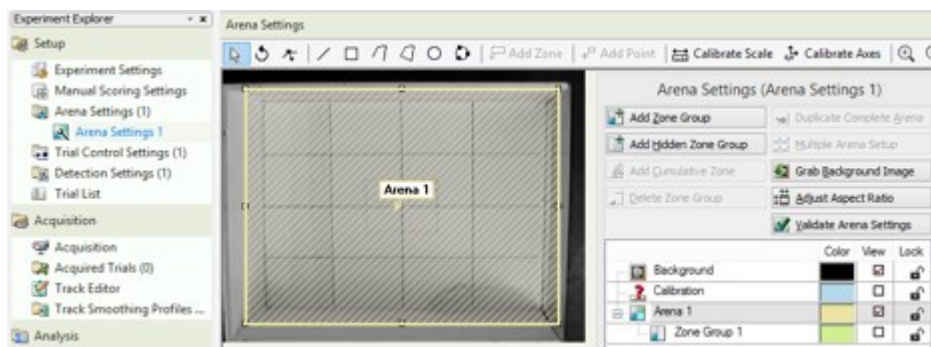 Experiment Explorer
Setup
Experiment Settings
Manual Scoring Settings
Arena Settings (1)
Arena Settings 1
Trial Control Settings (1)
Detection Settings (1)
Trial List
Acquisition
Acquisition
Acquired Trials (0)
Track Editor
Track Smoothing Profiles ...
Analysis
Arena Settings
Add Zone Add Point Calibrate Scale Calibrate Axes
Arena 1
Arena Settings (Arena Settings 1)
Add Zone Group Duplicate Complete Arena
Add Hidden Zone Group Multiple Arena Setup
Add Cumulative Zone Grab Background Image
Delete Zone Group Adjust Aspect Ratio
Validate Arena Settings
Color View Lock
Background
Calibration
Arena 1
Zone Group 1